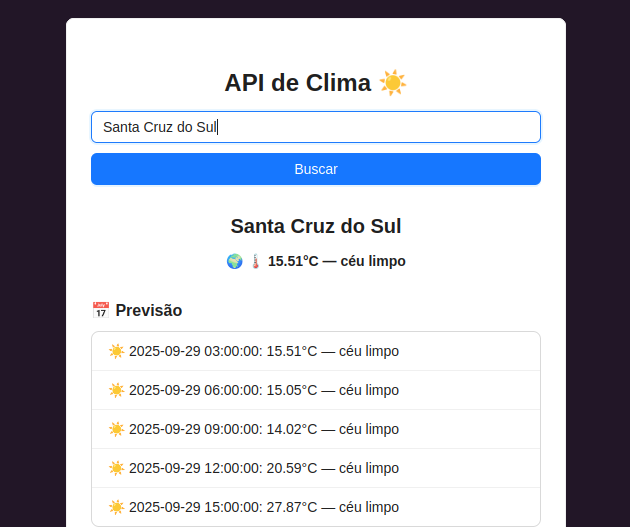 API de Clima ☀️
Santa Cruz do Sul
Buscar
Santa Cruz do Sul
🌍 🌡️ 15.51°C — céu limpo
📅 Previsão
☀️ 2025-09-29 03:00:00: 15.51°C — céu limpo
☀️ 2025-09-29 06:00:00: 15.05°C — céu limpo
☀️ 2025-09-29 09:00:00: 14.02°C — céu limpo
☀️ 2025-09-29 12:00:00: 20.59°C — céu limpo
☀️ 2025-09-29 15:00:00: 27.87°C — céu limpo